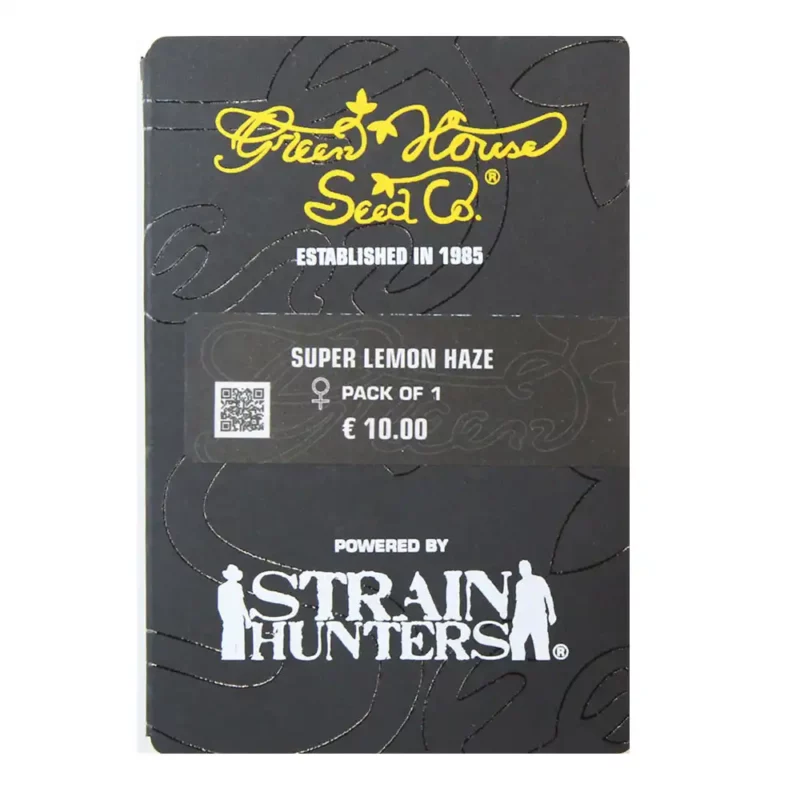 Green House
Seed Co.®
ESTABLISHED IN 1985
SUPER LEMON HAZE
♀ PACK OF 1
€ 10.00
POWERED BY
STRAIN
HUNTERS®